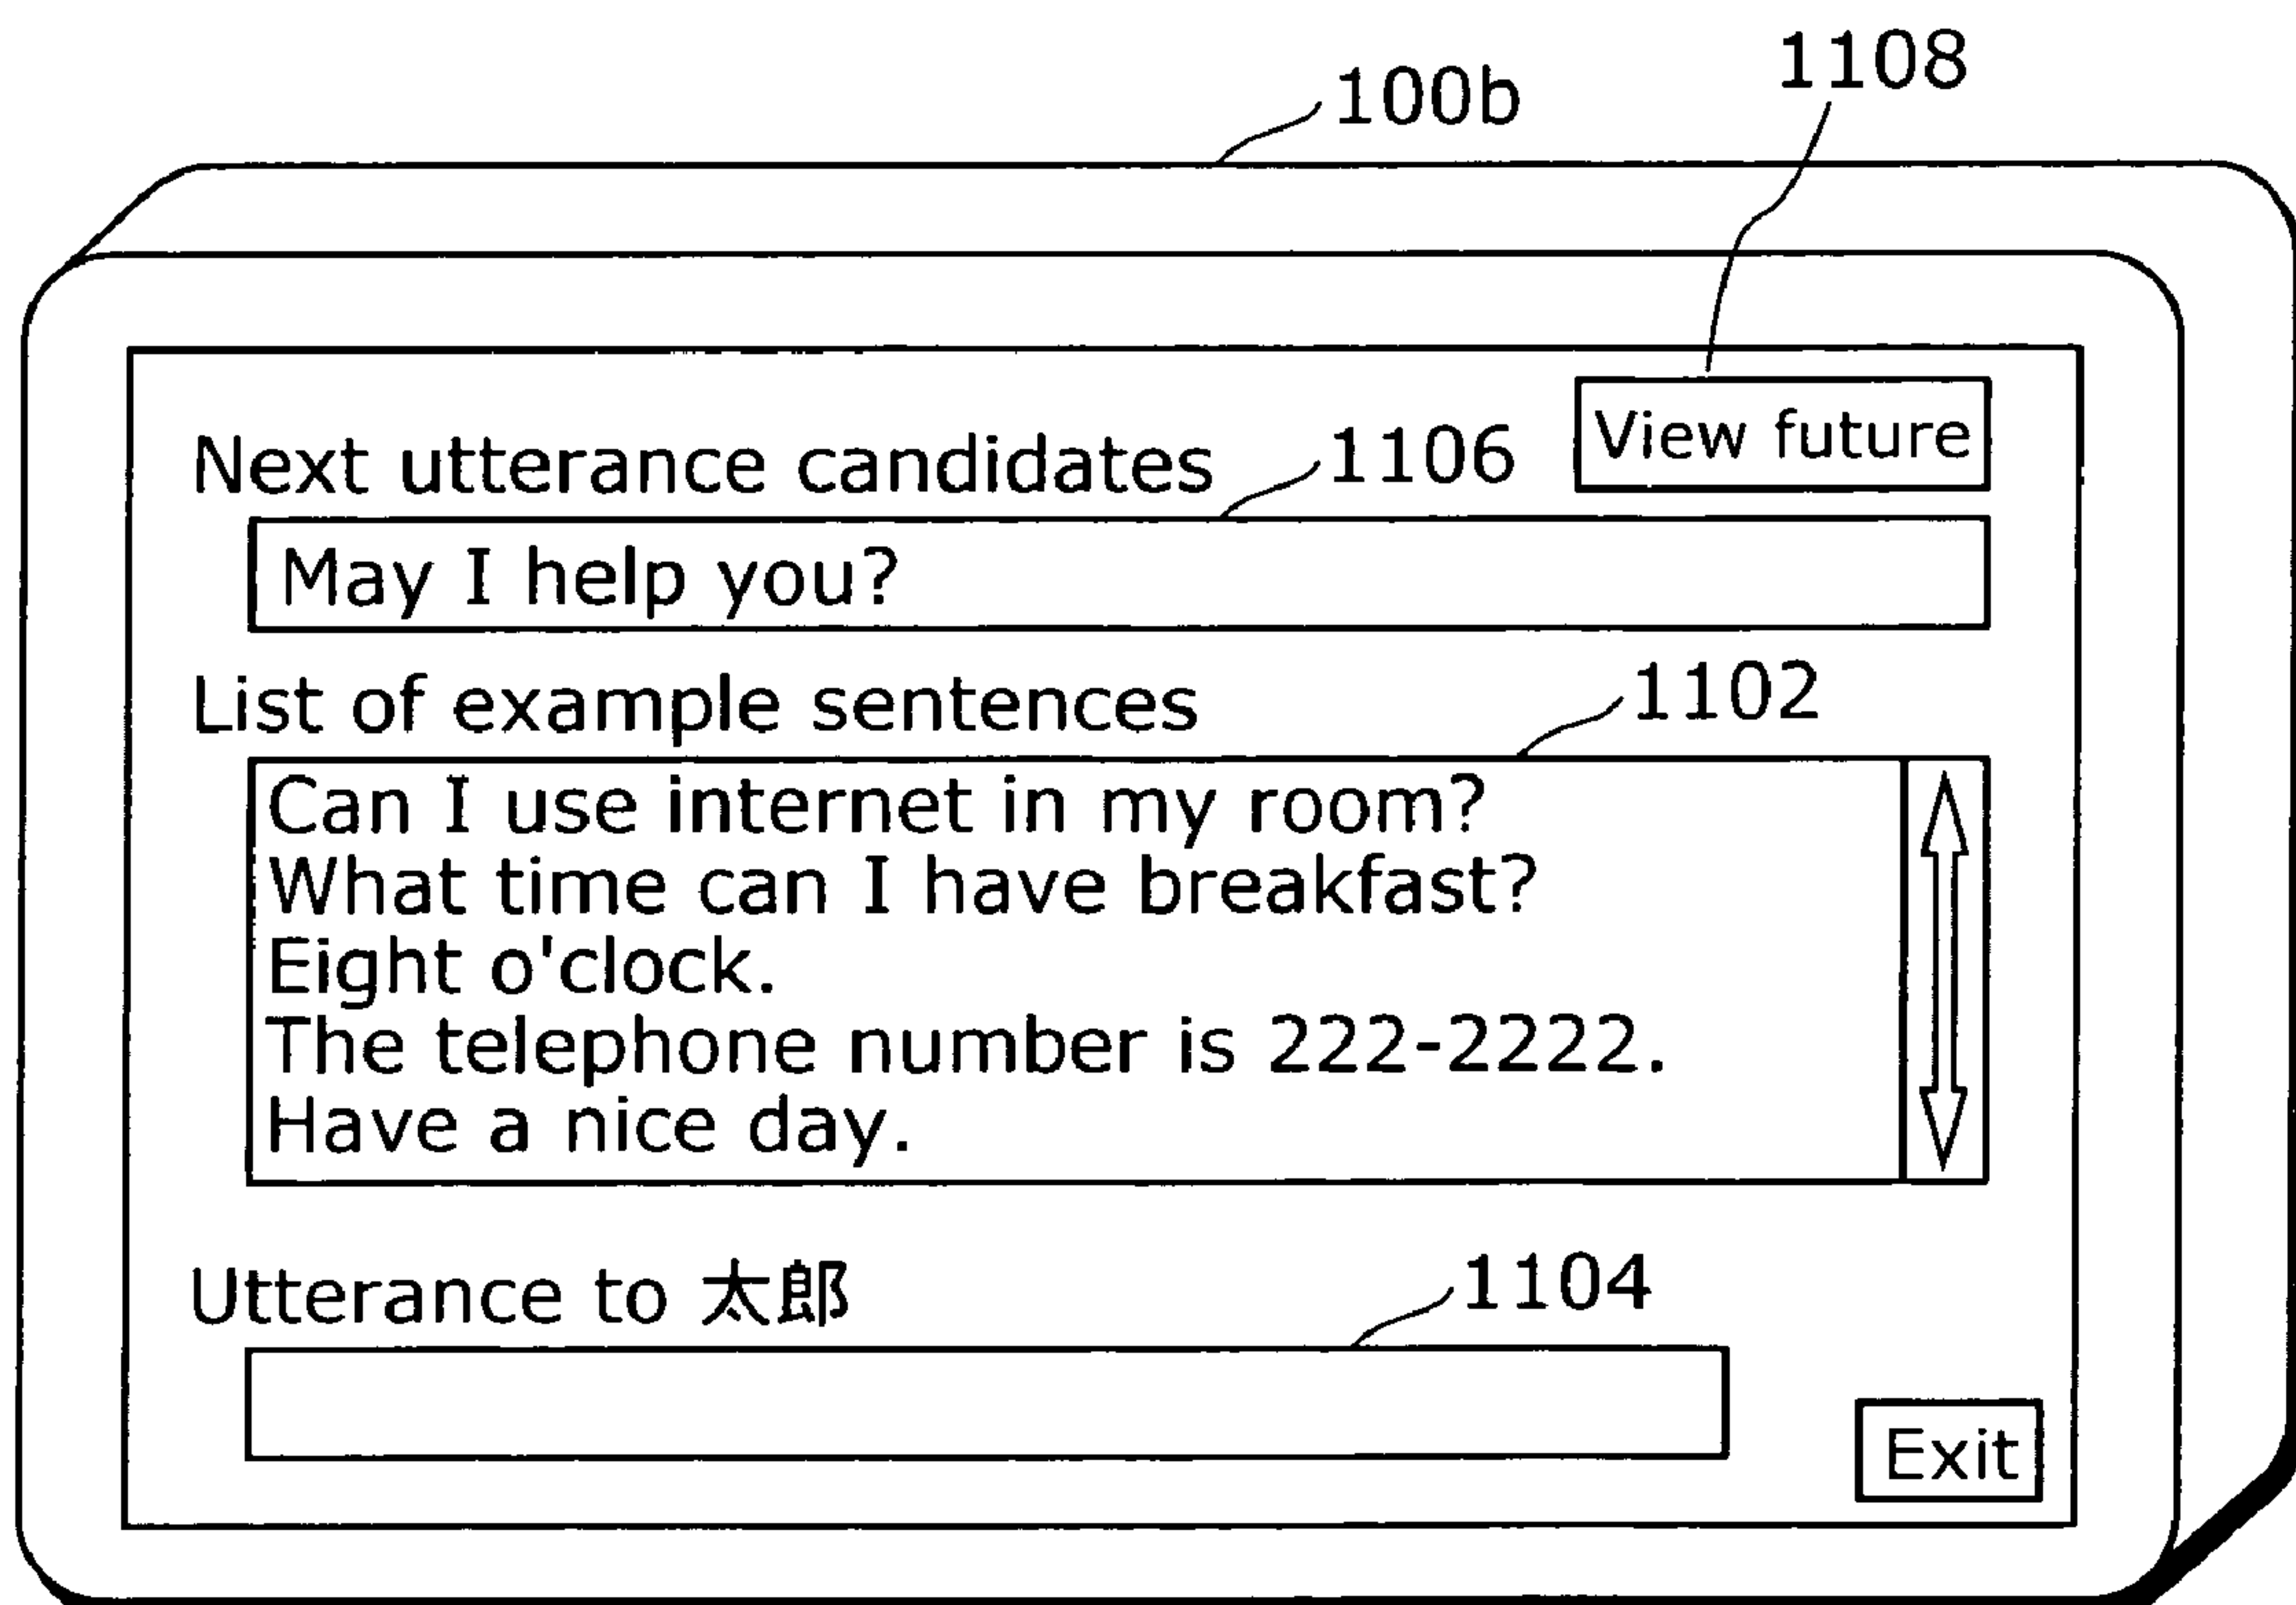 1108
100b
View future
Next utterance candidates
1106
May I help you?
List of example sentences
1102
Can I use internet in my room?
What time can I have breakfast?
Eight o'clock.
The telephone number is 222-2222.
Have a nice day.
Utterance to 太郎
1104
Exit